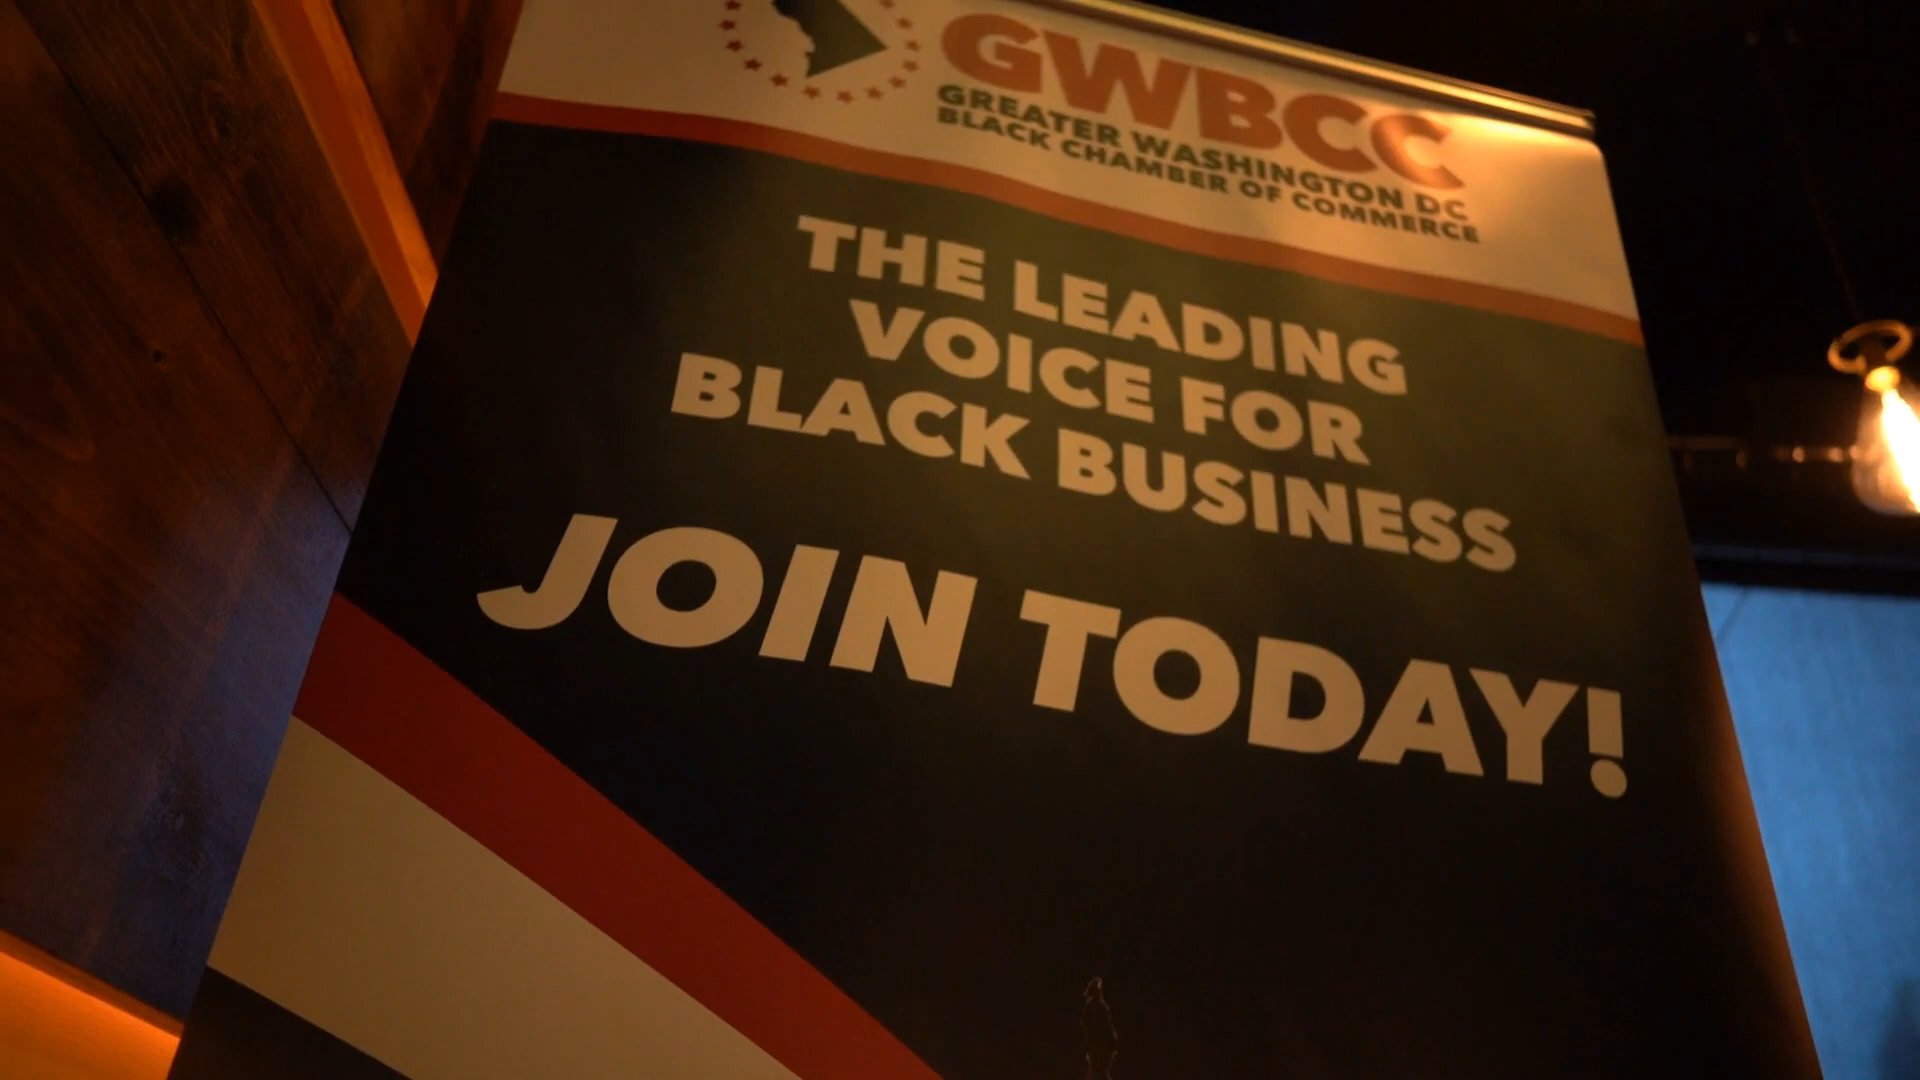 GWBCC
GREATER WASHINGTON DC
BLACK CHAMBER OF COMMERCE
THE LEADING
VOICE FOR
BLACK BUSINESS
JOIN TODAY!